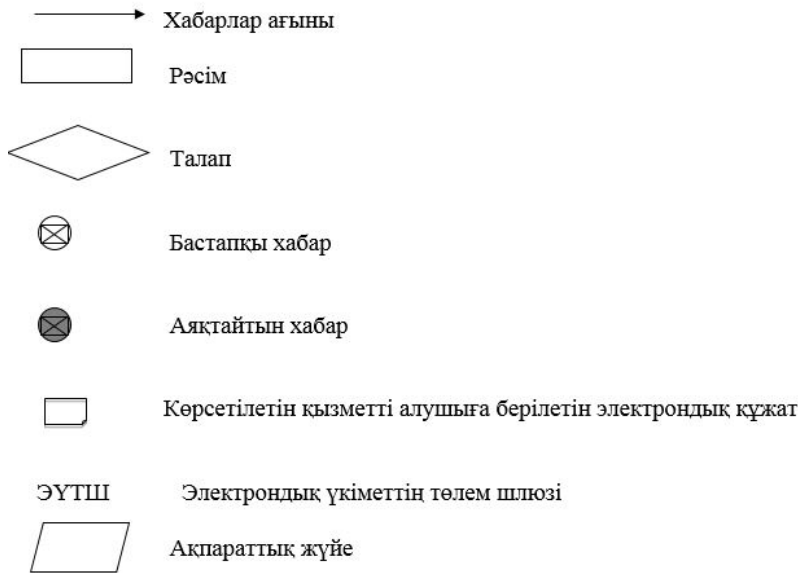 Хабарлар ағыны
Рәсім
Талап
Бастапқы хабар
Аяқтайтын хабар
Көрсетілетін қызметті алушыға берілетін электрондық құжат
ЭҮТШ Электрондық үкіметтің төлем шлюзі
Ақпараттық жүйе